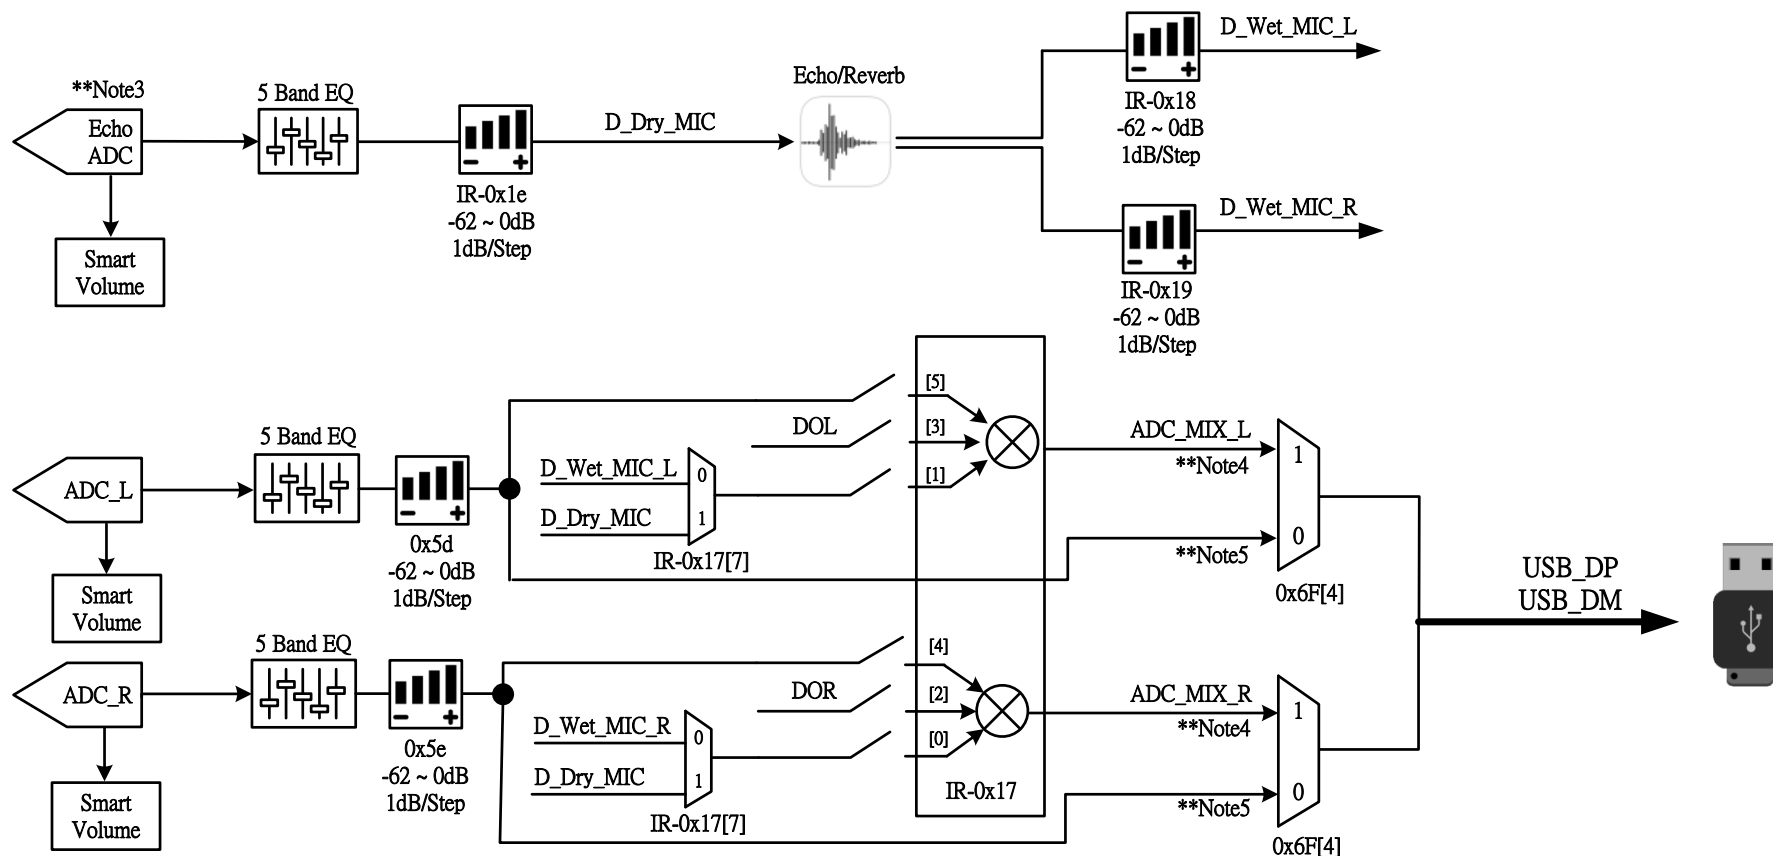 **Note3
Echo
ADC
5 Band EQ
IR-0x1e
-62 ~ 0dB
1dB/Step
D_Dry_MIC
Echo/Reverb
D_Wet_MIC_L
IR-0x18
-62 ~ 0dB
1dB/Step
D_Wet_MIC_R
IR-0x19
-62 ~ 0dB
1dB/Step
Smart
Volume
ADC_L
5 Band EQ
0x5d
-62 ~ 0dB
1dB/Step
Smart
Volume
DOL
D_Wet_MIC_L
0
D_Dry_MIC
1
IR-0x17[7]
[5]
[3]
[1]
ADC_MIX_L
**Note4
1
**Note5
0
0x6F[4]
USB_DP
USB_DM
ADC_R
5 Band EQ
0x5e
-62 ~ 0dB
1dB/Step
Smart
Volume
DOR
D_Wet_MIC_R
0
D_Dry_MIC
1
IR-0x17[7]
[4]
[2]
[0]
IR-0x17
ADC_MIX_R
**Note4
1
**Note5
0
0x6F[4]